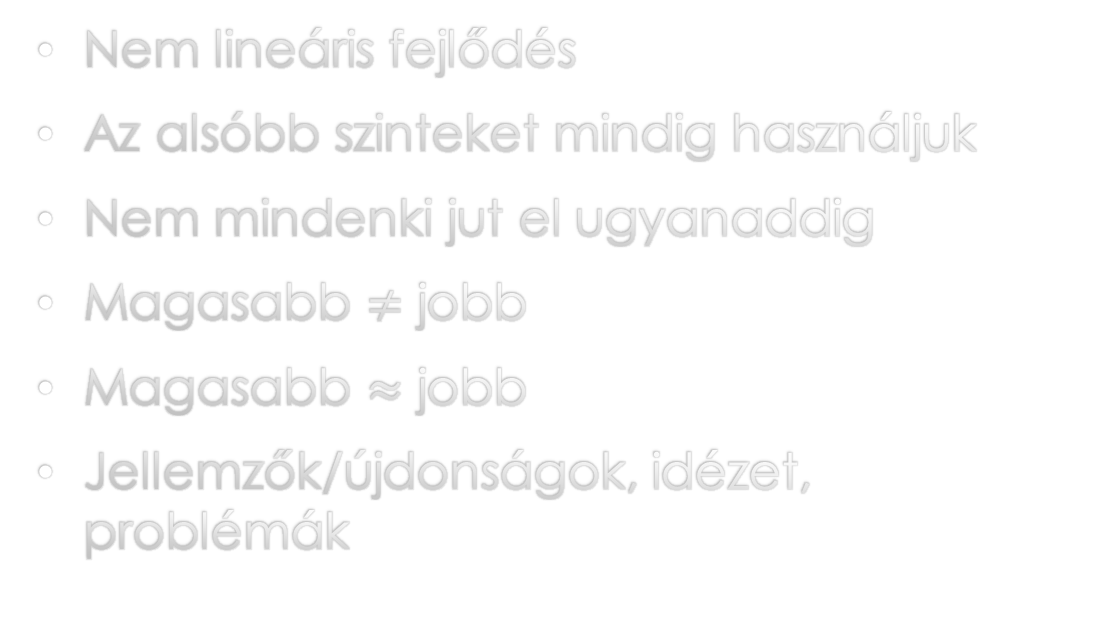 Nem lineáris fejlődés
Az alsóbb szinteket mindig használjuk
Nem mindenki jut el ugyanaddig
Magasabb ≠ jobb
Magasabb ≈ jobb
Jellemzők/újdonságok, idézet,
problémák